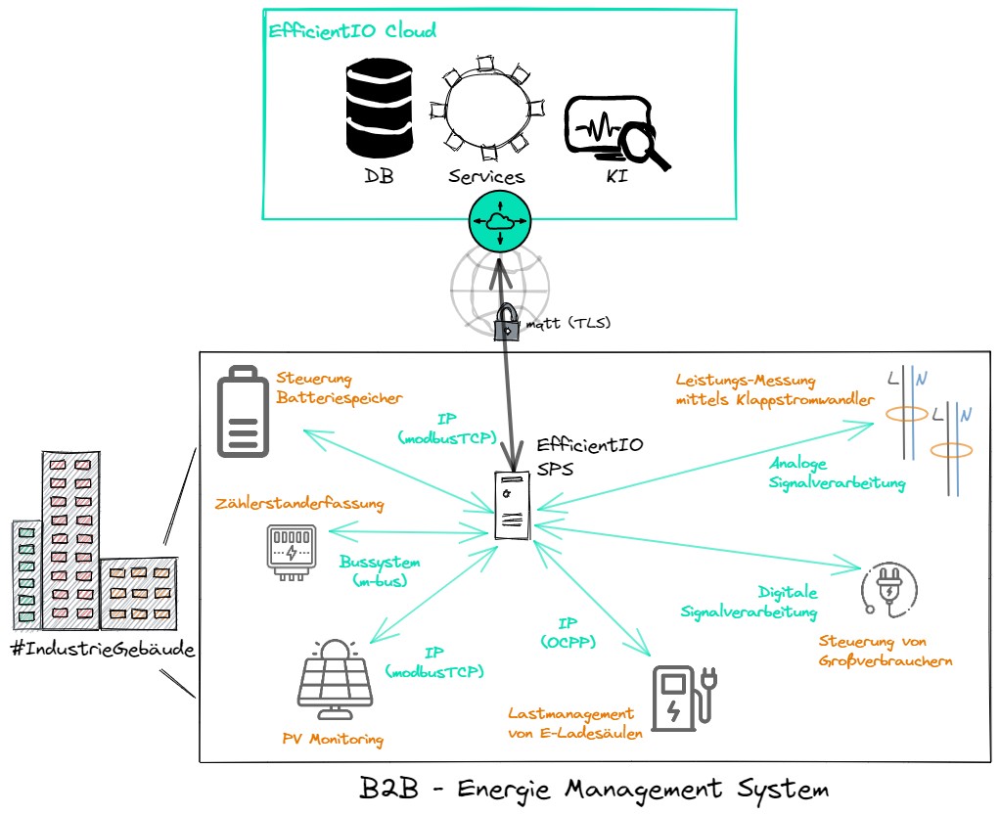 EfficientIO Cloud
DB
Services
KI
mqtt (TLS)
Steuerung
Batteriespeicher
IP
(modbusTCP)
EfficientIO
SPS
Leistungs-Messung
mittels Klappstromwandler
L
N
L
N
Analoge
Signalverarbeitung
Zählerstanderfassung
Bussystem
(m-bus)
Digitale
Signalverarbeitung
Steuerung von
Großverbrauchern
IP
(OCPP)
IP
(modbusTCP)
#IndustrieGebäude
PV Monitoring
Lastmanagement
von E-Ladesäulen
B2B - Energie Management System